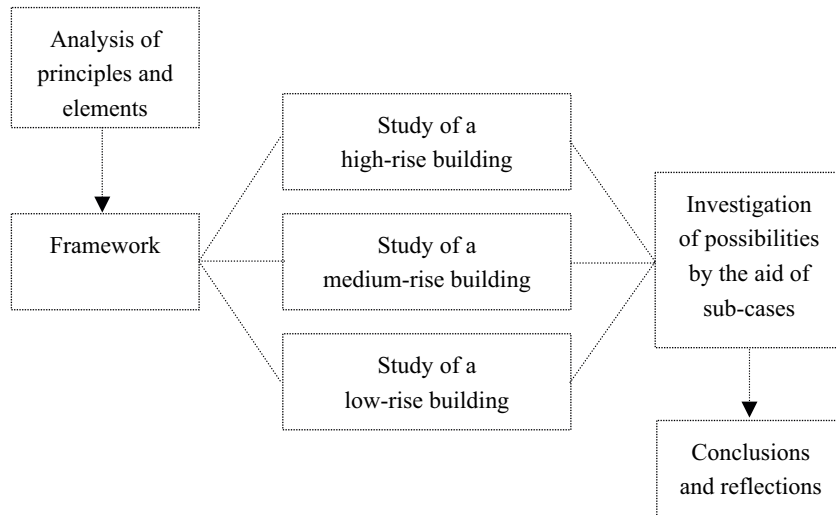 Analysis of
principles and
elements
Framework
Study of a
high-rise building
Study of a
medium-rise building
Study of a
low-rise building
Investigation
of possibilities
by the aid of
sub-cases
Conclusions
and reflections